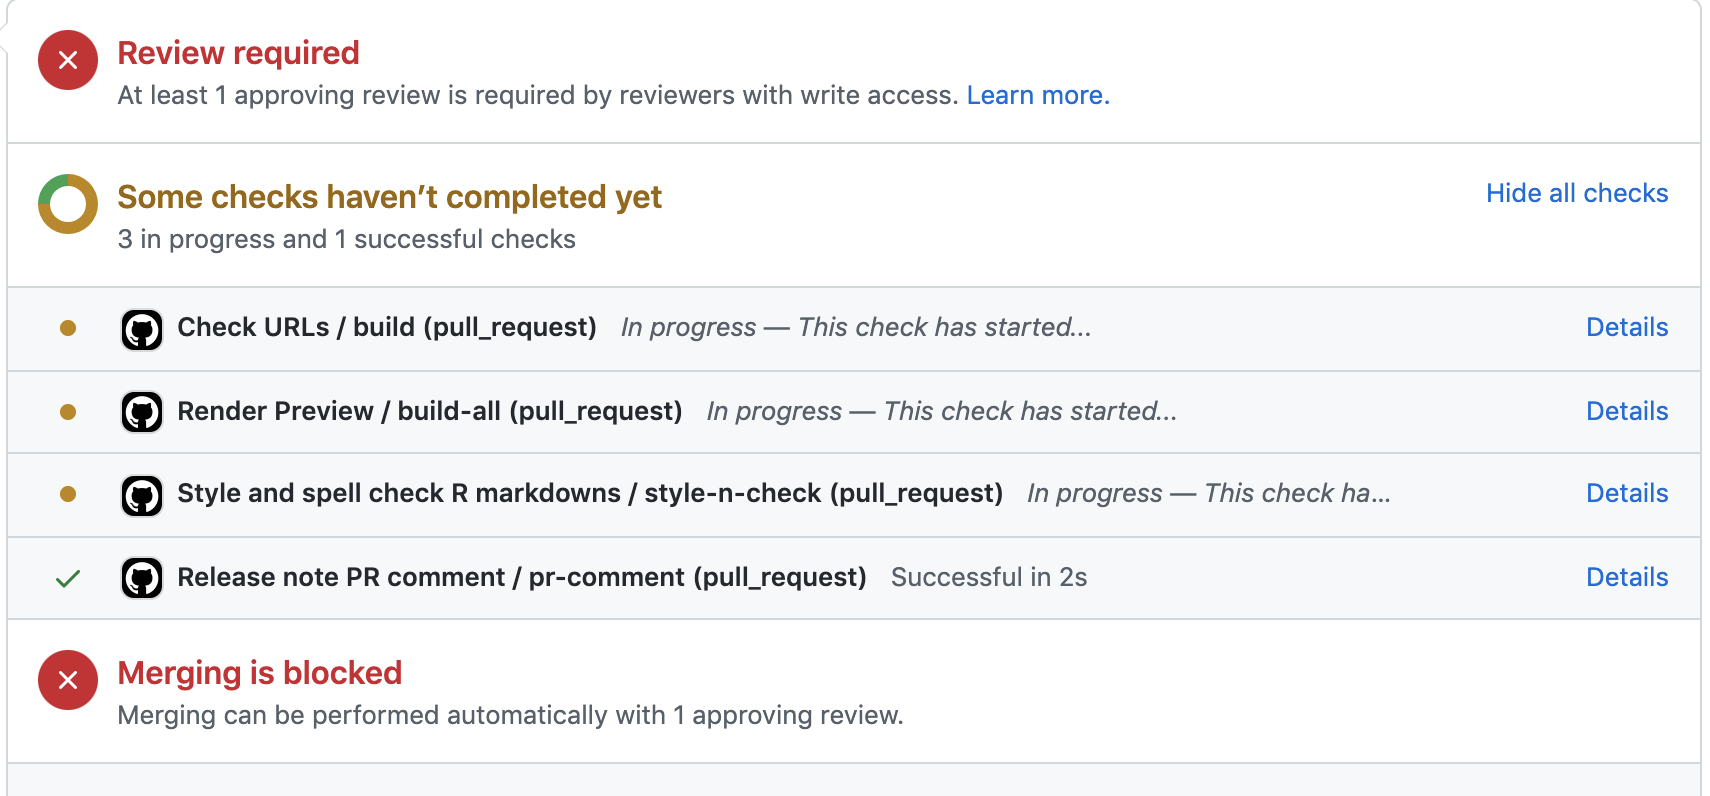 Review required
At least 1 approving review is required by reviewers with write access. Learn more.
Some checks haven’t completed yet
Hide all checks
3 in progress and 1 successful checks
Check URLs / build (pull_request) In progress — This check has started... Details
Render Preview / build-all (pull_request) In progress — This check has started... Details
Style and spell check R markdowns / style-n-check (pull_request) In progress — This check ha... Details
Release note PR comment / pr-comment (pull_request) Successful in 2s Details
Merging is blocked
Merging can be performed automatically with 1 approving review.